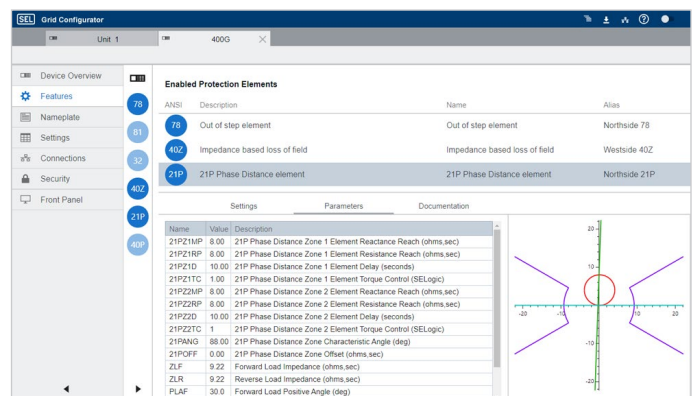 SEL Grid Configurator
Unit 1
400G
Device Overview
Features
Nameplate
Settings
Connections
Security
Front Panel
78
81
32
40Z
21P
40P
Enabled Protection Elements
ANSI Description Name Alias
78 Out of step element Out of step element Northside 78
40Z Impedance based loss of field Impedance based loss of field Westside 40Z
21P 21P Phase Distance element 21P Phase Distance element Northside 21P
Settings Parameters Documentation
Name Value Description
21PZ1MP 8.00 21P Phase Distance Zone 1 Element Reactance Reach (ohms,sec)
21PZ1RP 8.00 21P Phase Distance Zone 1 Element Resistance Reach (ohms,sec)
21PZ1D 10.00 21P Phase Distance Zone 1 Element Delay (seconds)
21PZ1TC 1.00 21P Phase Distance Zone 1 Element Torque Control (SELogic)
21PZ2MP 8.00 21P Phase Distance Zone 2 Element Reactance Reach (ohms,sec)
21PZ2RP 8.00 21P Phase Distance Zone 2 Element Resistance Reach (ohms,sec)
21PZ2D 10.00 21P Phase Distance Zone 2 Element Delay (seconds)
21PZ2TC 1 21P Phase Distance Zone 2 Element Torque Control (SELogic)
21PANG 88.00 21P Phase Distance Zone Characteristic Angle (deg)
21POFF 0.00 21P Phase Distance Zone Offset (ohms,sec)
ZLF 9.22 Forward Load Impedance (ohms,sec)
ZLR 9.22 Reverse Load Impedance (ohms,sec)
PLAF 30.0 Forward Load Positive Angle (deg)
20
10
-20 -10 10 20
-10
-20